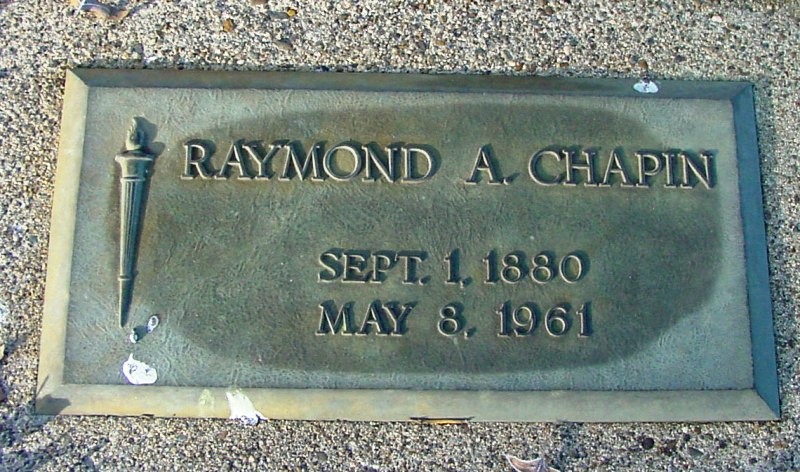 RAYMOND A. CHAPIN
SEPT. 1, 1880
MAY 8, 1961